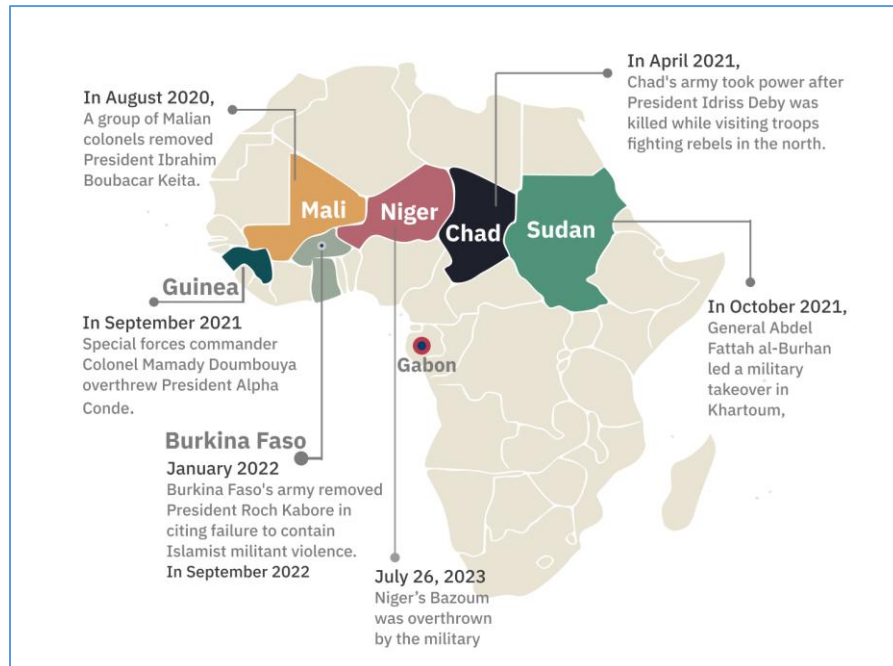 In August 2020,
A group of Malian
colonels removed
President Ibrahim
Boubacar Keita.
In April 2021,
Chad's army took power after
President Idriss Deby was
killed while visiting troops
fighting rebels in the north.
Mali
Niger
Chad
Sudan
Guinea
In September 2021
Special forces commander
Colonel Mamady Doumbouya
overthrew President Alpha
Conde.
Gabon
In October 2021,
General Abdel
Fattah al-Burhan
led a military
takeover in
Khartoum,
Burkina Faso
January 2022
Burkina Faso's army removed
President Roch Kabore in
citing failure to contain
Islamist militant violence.
In September 2022
July 26, 2023
Niger’s Bazoum
was overthrown
by the military